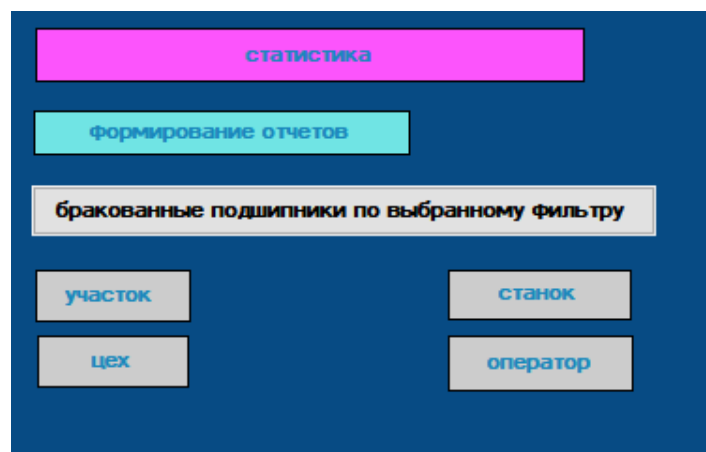 статистика
формирование отчетов
бракованные подшипники по выбранному фильтру
участок
станок
цех
оператор